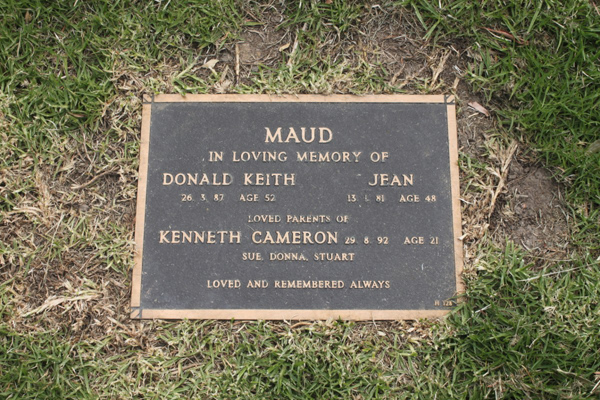 MAUD
IN LOVING MEMORY OF
DONALD KEITH JEAN
26. 3. 87 AGE 52 13. 1. 81 AGE 48
LOVED PARENTS OF
KENNETH CAMERON 29. 8. 92 AGE 21
SUE, DONNA, STUART
LOVED AND REMEMBERED ALWAYS